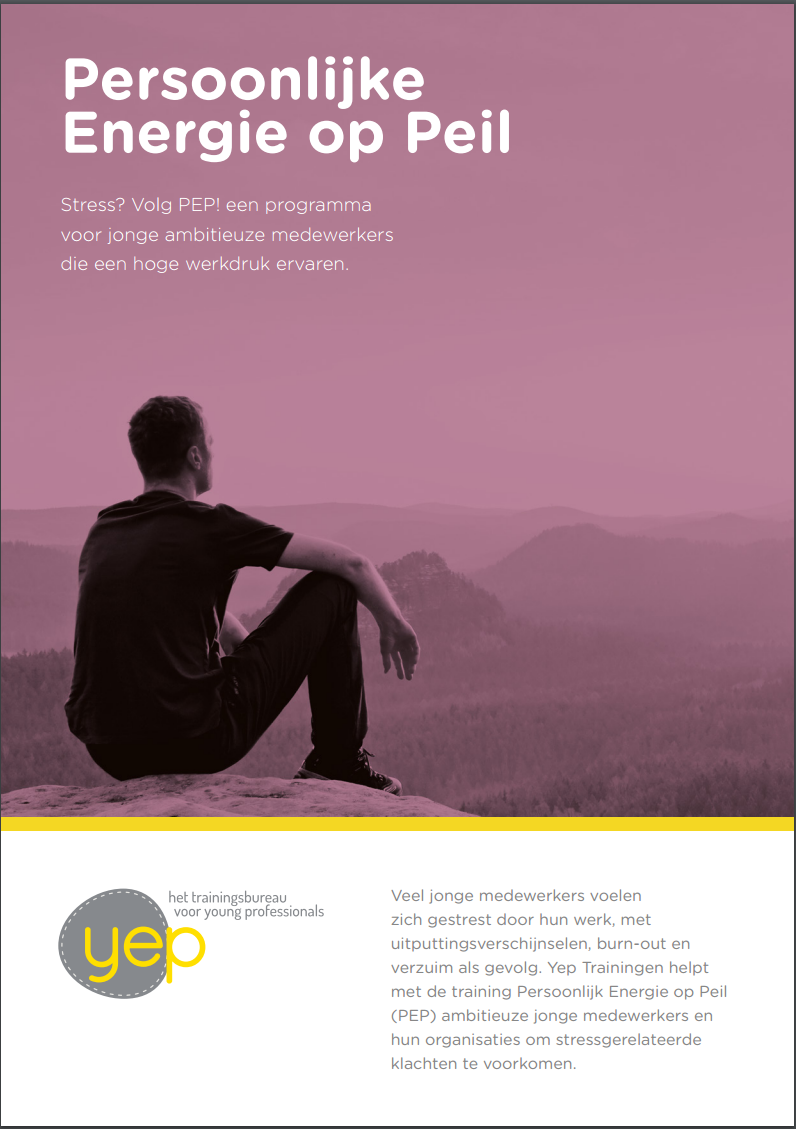 Persoonlijke
Energie op Peil
Stress? Volg PEP! een programma
voor jonge ambitieuze medewerkers
die een hoge werkdruk ervaren.
het trainingsbureau
voor young professionals
yep
Veel jonge medewerkers voelen
zich gestrest door hun werk, met
uitputtingsverschijnselen, burn-out en
verzuim als gevolg. Yep Trainingen helpt
met de training Persoonlijk Energie op Peil
(PEP) ambitieuze jonge medewerkers en
hun organisaties om stressgerelateerde
klachten te voorkomen.